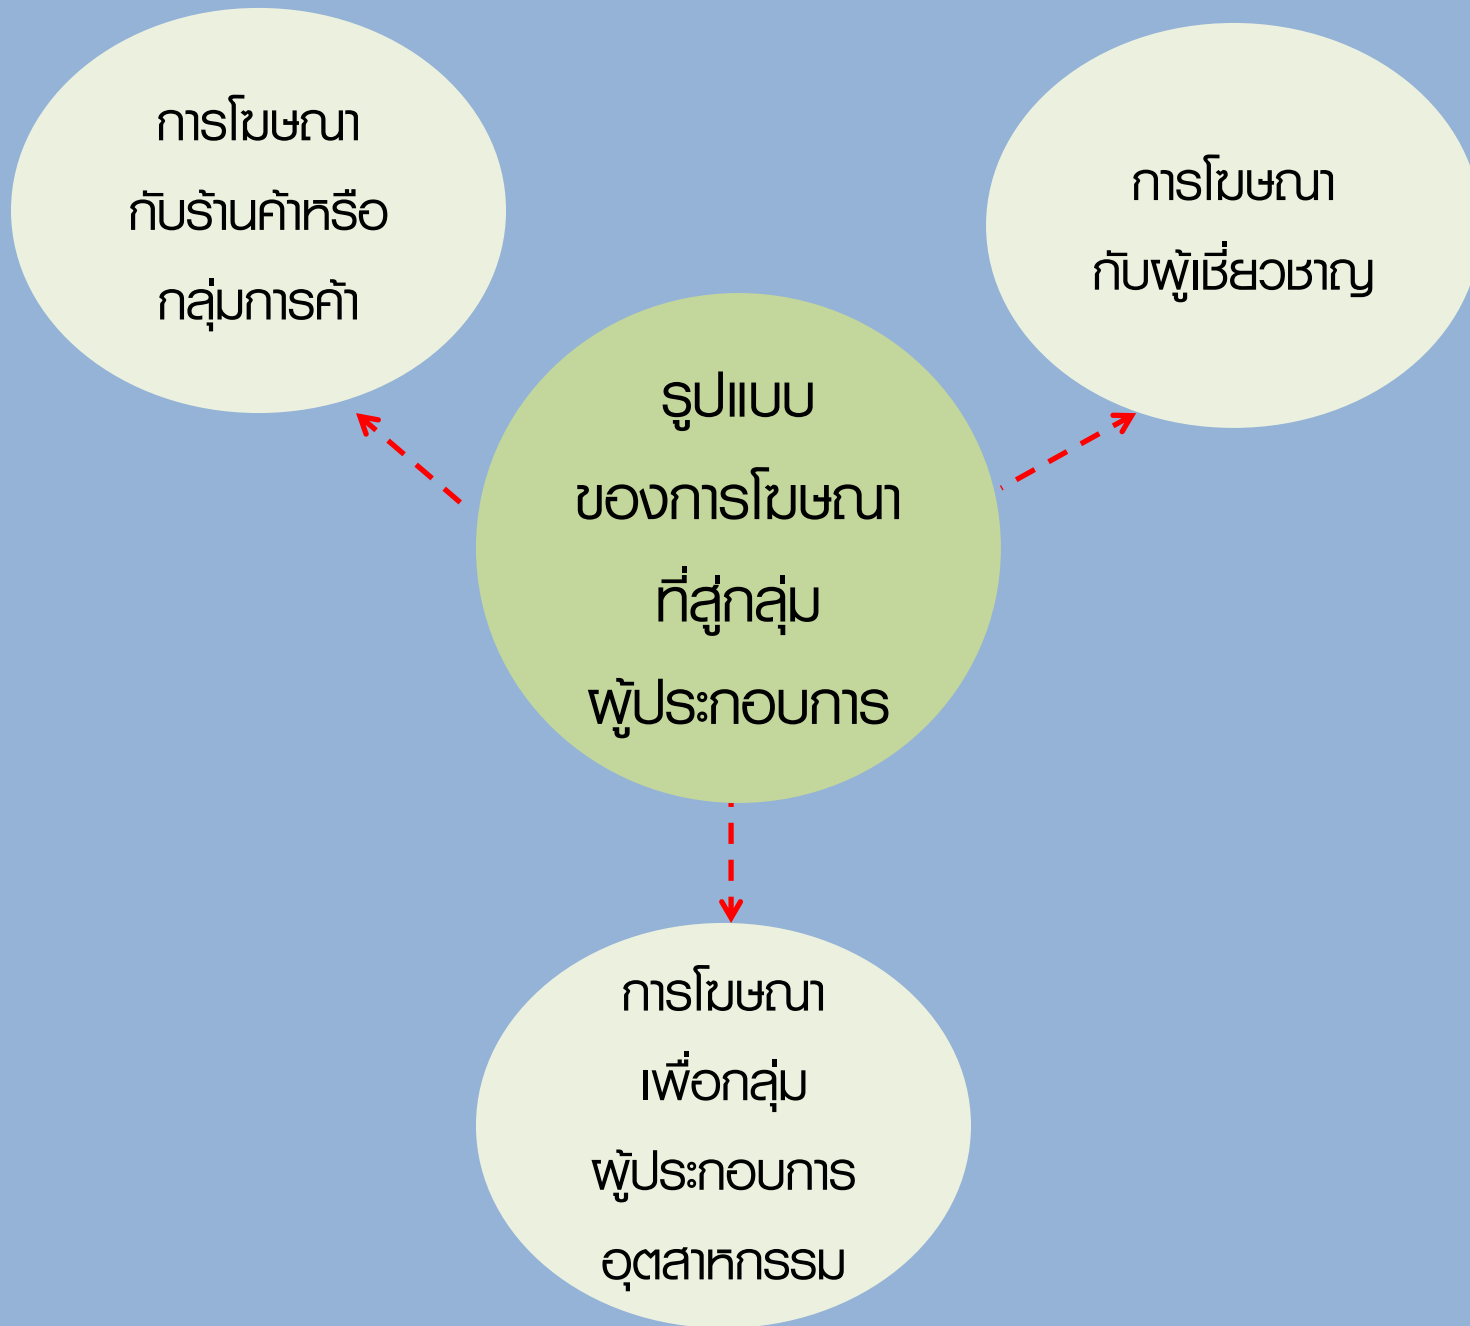 การโฆษณา
กับร้านค้าหรือ
กลุ่มการค้า
การโฆษณา
กับผู้เชี่ยวชาญ
รูปแบบ
ของการโฆษณา
ที่สู่กลุ่ม
ผู้ประกอบการ
การโฆษณา
เพื่อกลุ่ม
ผู้ประกอบการ
อุตสาหกรรม